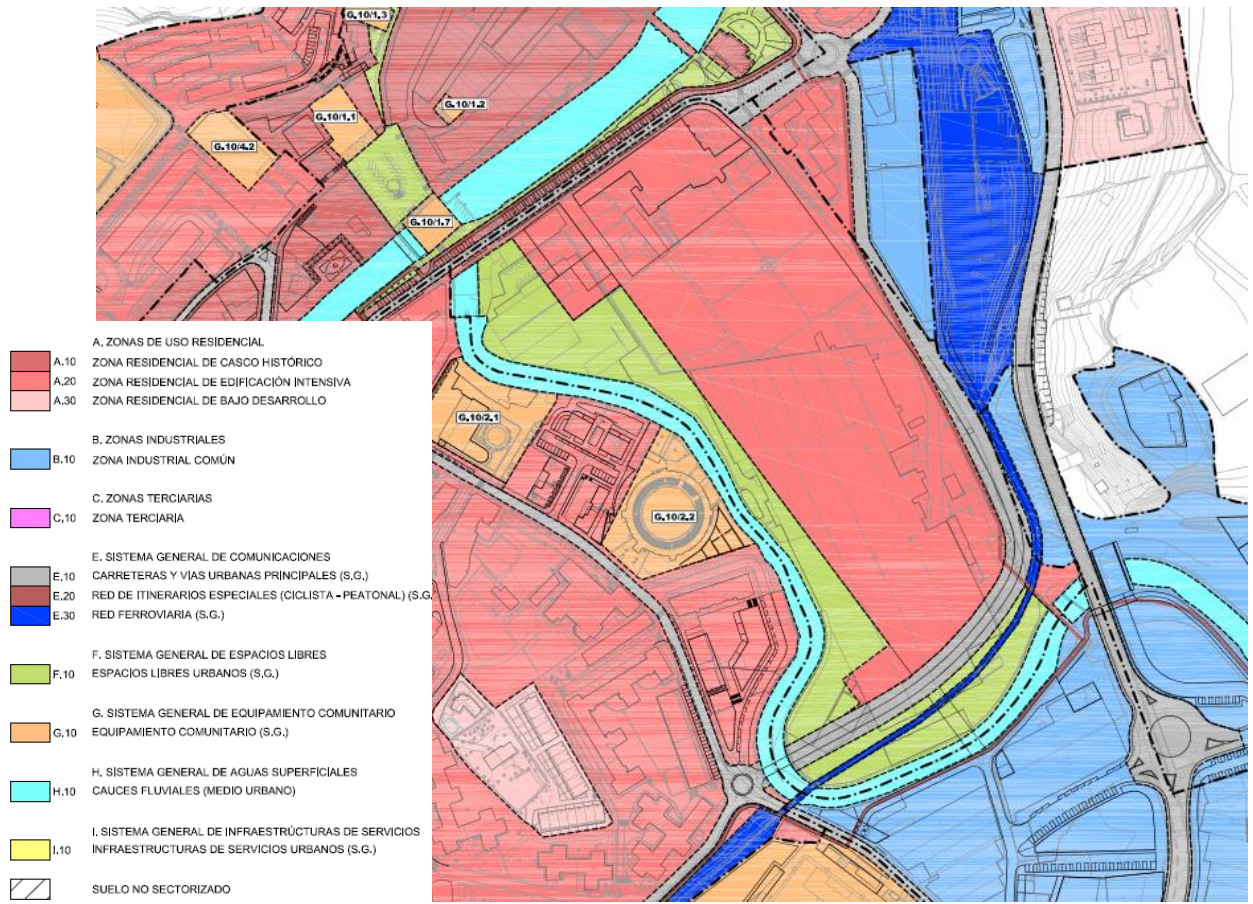 G.10/1.3
G.10/1.2
G.10/1.1
G.10/4.2
G.10/1.7
G.10/2.1
G.10/2.2
A. ZONAS DE USO RESIDENCIAL
A.10 ZONA RESIDENCIAL DE CASCO HISTÓRICO
A.20 ZONA RESIDENCIAL DE EDIFICACIÓN INTENSIVA
A.30 ZONA RESIDENCIAL DE BAJO DESARROLLO
B. ZONAS INDUSTRIALES
B.10 ZONA INDUSTRIAL COMÚN
C. ZONAS TERCIARIAS
C.10 ZONA TERCIARIA
E. SISTEMA GENERAL DE COMUNICACIONES
E.10 CARRETERAS Y VIAS URBANAS PRINCIPALES (S.G.)
E.20 RED DE ITINERARIOS ESPECIALES (CICLISTA - PEATONAL) (S.G.
E.30 RED FERROVIARIA (S.G.)
F. SISTEMA GENERAL DE ESPACIOS LIBRES
F.10 ESPACIOS LIBRES URBANOS (S.G.)
G. SISTEMA GENERAL DE EQUIPAMIENTO COMUNITARIO
G.10 EQUIPAMIENTO COMUNITARIO (S.G.)
H. SISTEMA GENERAL DE AGUAS SUPERFICIALES
H.10 CAUCES FLUVIALES (MEDIO URBANO)
I. SISTEMA GENERAL DE INFRAESTRÚCTURAS DE SERVICIOS
I.10 INFRAESTRUCTURAS DE SERVICIOS URBANOS (S.G.)
SUELO NO SECTORIZADO